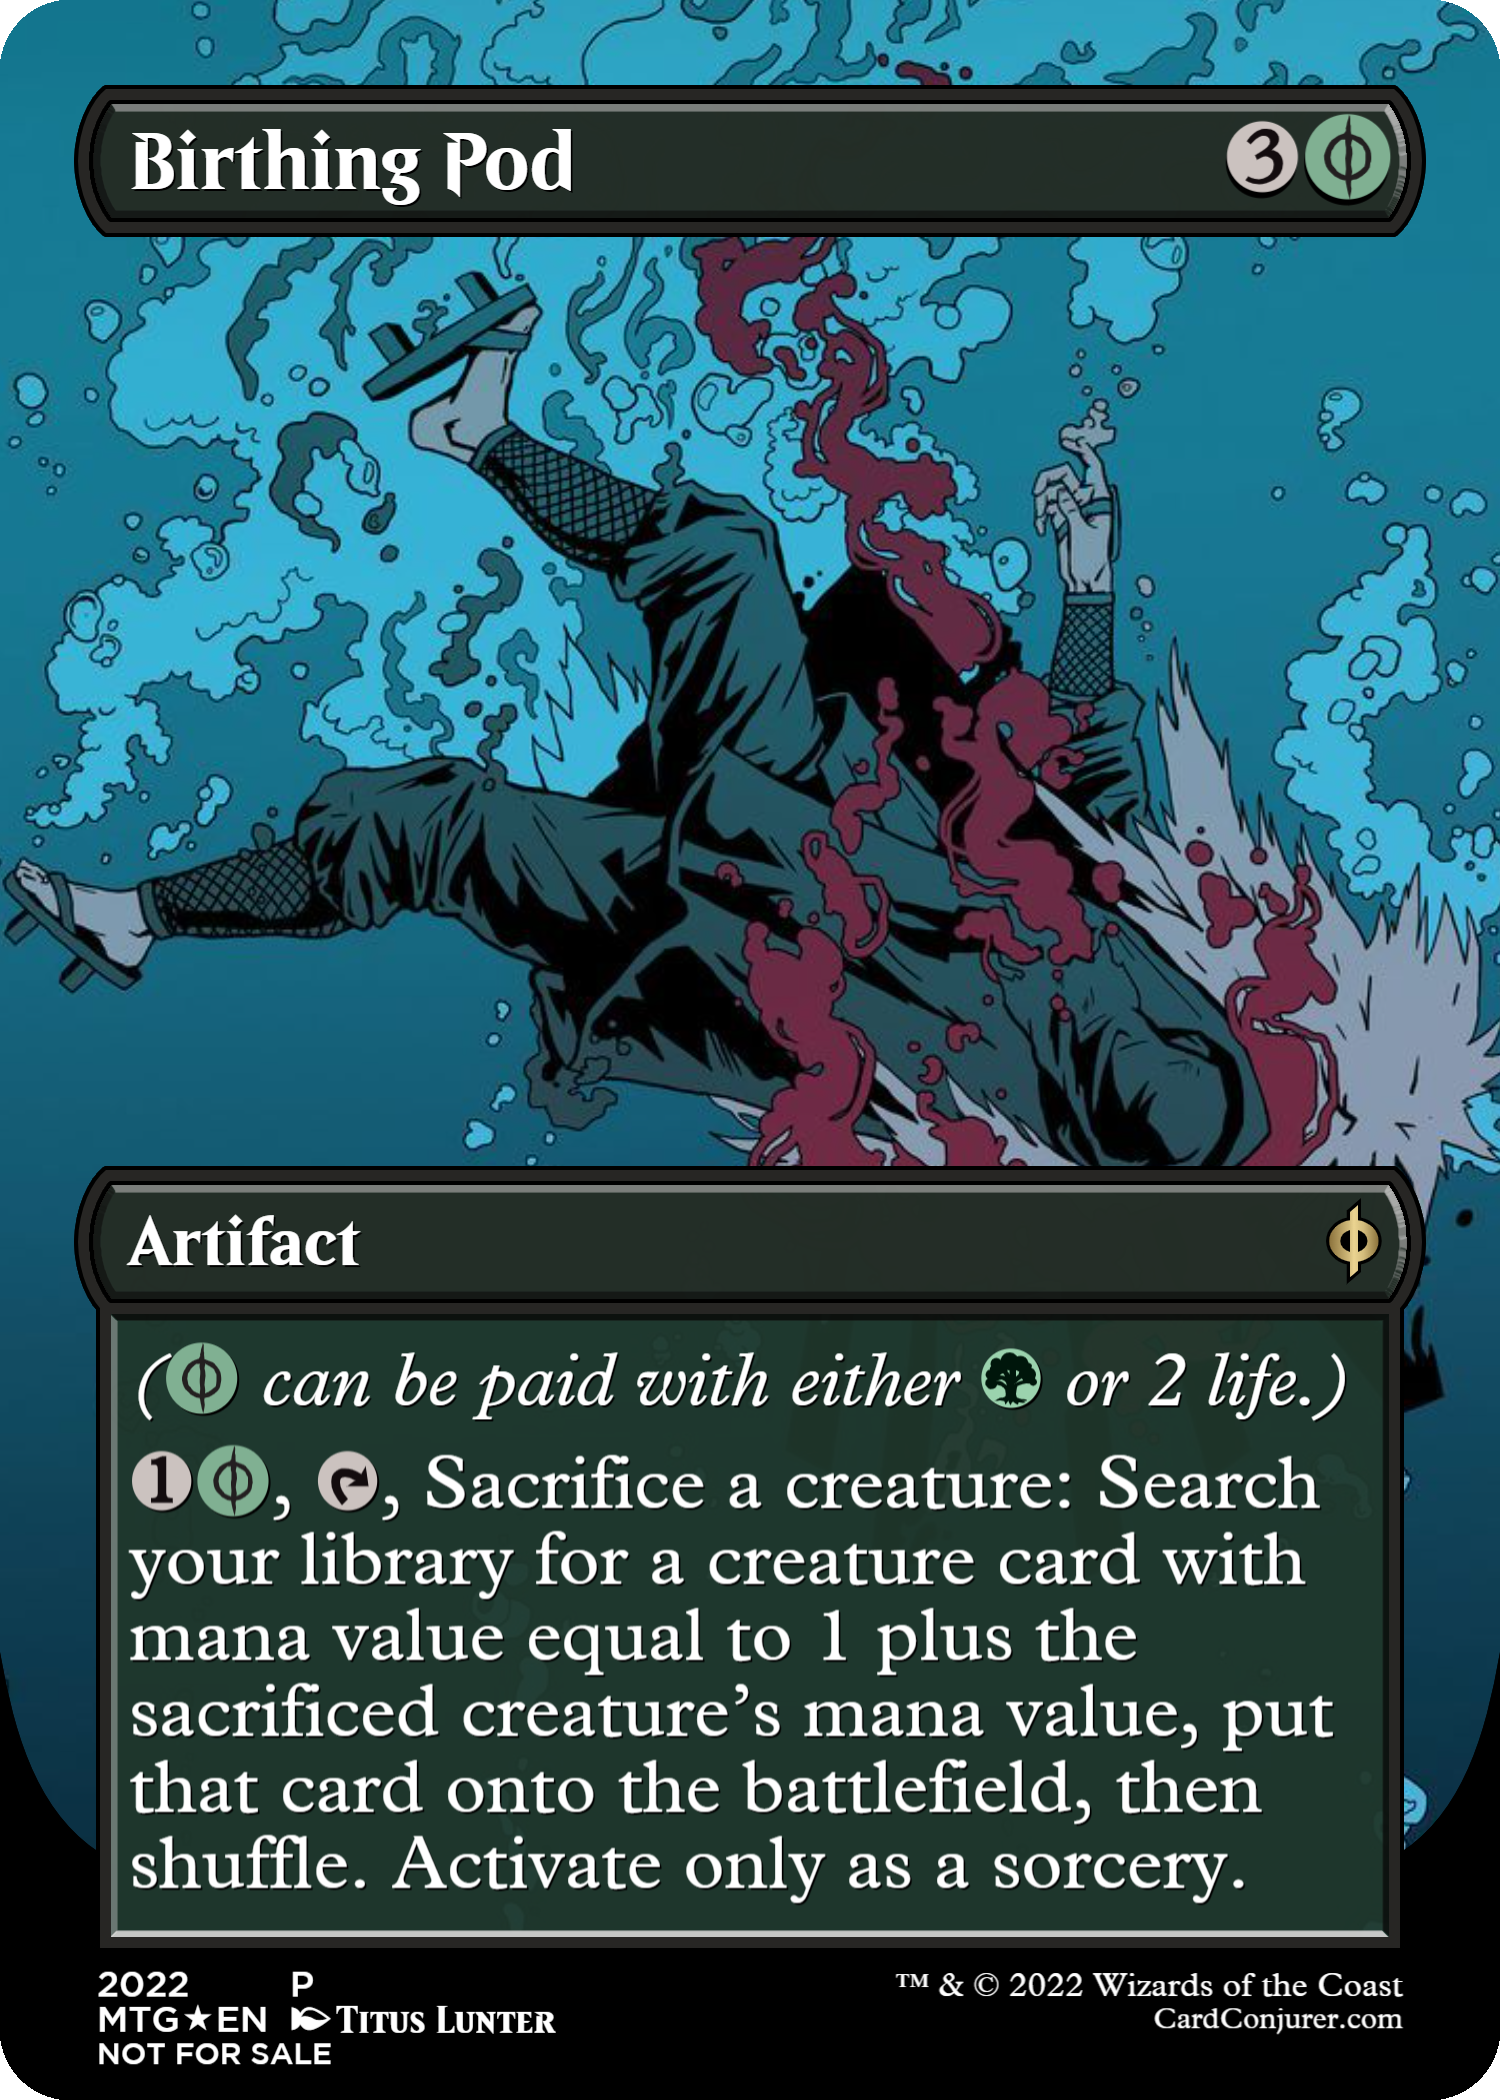 Birthing Pod 3
Artifact
( can be paid with either or 2 life.)
1 , , Sacrifice a creature: Search
your library for a creature card with
mana value equal to 1 plus the
sacrificed creature’s mana value, put
that card onto the battlefield, then
shuffle. Activate only as a sorcery.
2022 P
MTG★EN Titus Lunter
NOT FOR SALE
™ & © 2022 Wizards of the Coast
CardConjurer.com